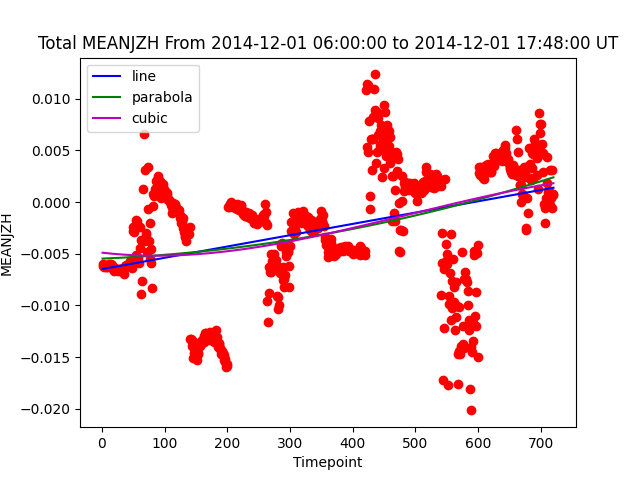 Total MEANJZH From 2014-12-01 06:00:00 to 2014-12-01 17:48:00 UT
line
parabola
cubic
0.010
0.005
0.000
−0.005
−0.010
−0.015
−0.020
MEANJZH
0 100 200 300 400 500 600 700
Timepoint